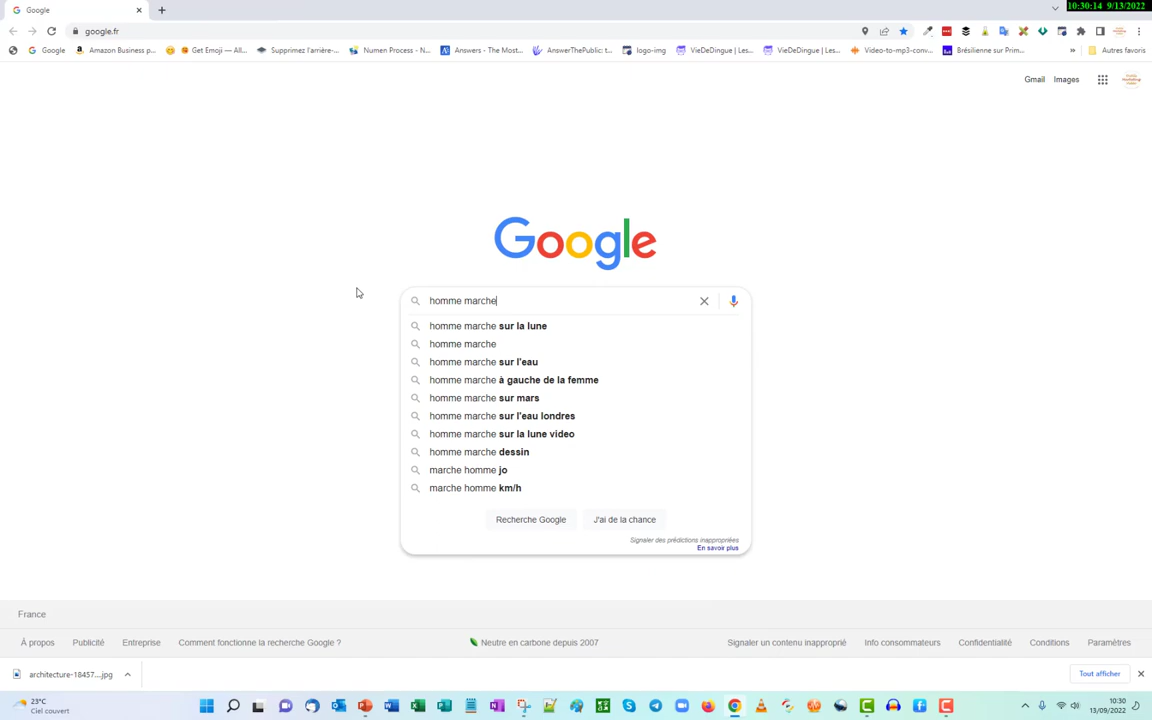 Google
10:30:14 9/13/2022
google.fr
Google
Amazon Business p...
Get Emoji — All...
Supprimez l'arrière-...
Numen Process - N...
Answers - The Most...
AnswerThePublic: t...
logo-img
VieDeDingue | Les...
VieDeDingue | Les...
Video-to-mp3-conv...
Brésilienne sur Prim...
»
Autres favoris
Gmail
Images
Google
homme marche
homme marche sur la lune
homme marche
homme marche sur l'eau
homme marche à gauche de la femme
homme marche sur mars
homme marche sur l'eau londres
homme marche sur la lune video
homme marche dessin
marche homme jo
marche homme km/h
Recherche Google
J'ai de la chance
Signaler des prédictions inappropriées
En savoir plus
France
À propos
Publicité
Entreprise
Comment fonctionne la recherche Google ?
Neutre en carbone depuis 2007
Signaler un contenu inapproprié
Info consommateurs
Confidentialité
Conditions
Paramètres
architecture-18457....jpg
Tout afficher
23°C
Ciel couvert
10:30
13/09/2022